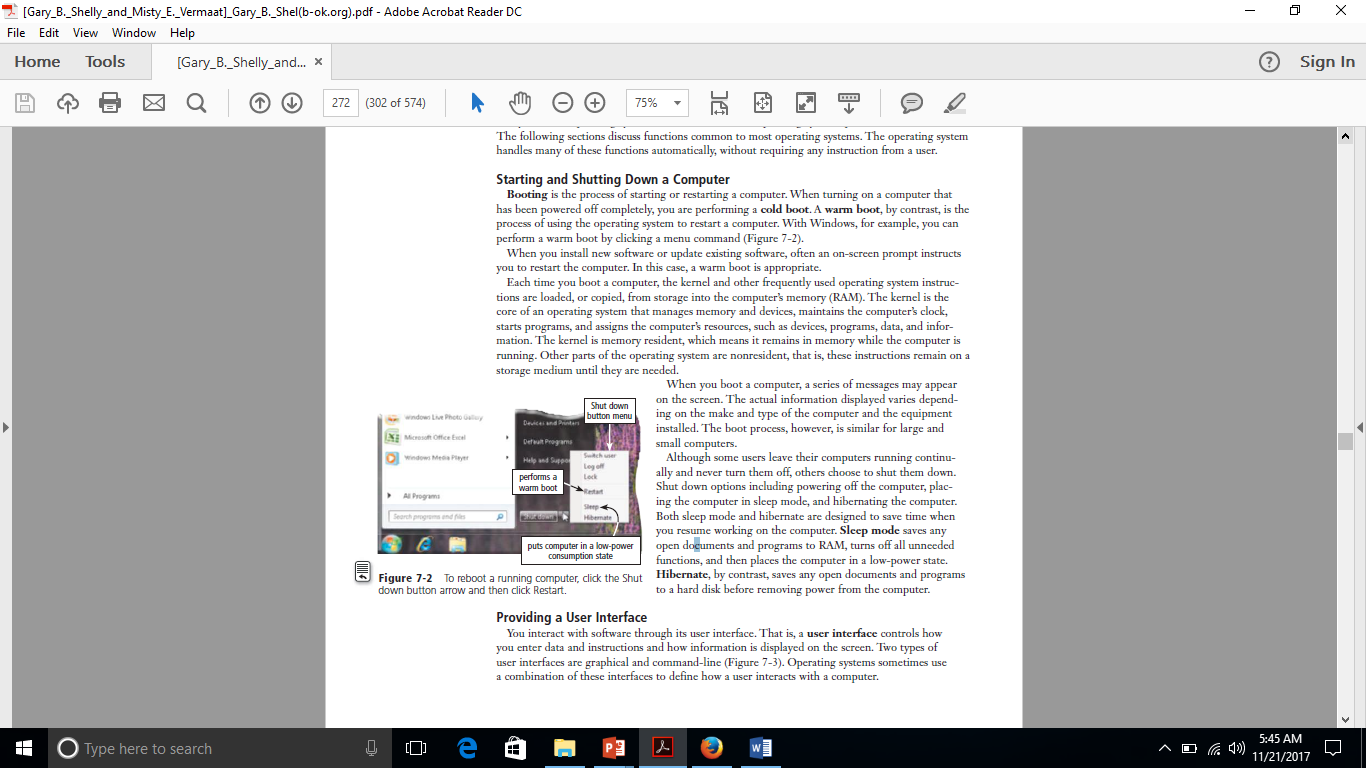 [Gary_B._Shelly_and_Misty_E._Vermaat]_Gary_B._Shel(b-ok.org).pdf - Adobe Acrobat Reader DC
File Edit View Window Help
Home Tools [Gary_B._Shelly_and... × ? Sign In
272 (302 of 574) 75%
The following sections discuss functions common to most operating systems. The operating system
handles many of these functions automatically, without requiring any instruction from a user.
Starting and Shutting Down a Computer
Booting is the process of starting or restarting a computer. When turning on a computer that
has been powered off completely, you are performing a cold boot. A warm boot, by contrast, is the
process of using the operating system to restart a computer. With Windows, for example, you can
perform a warm boot by clicking a menu command (Figure 7-2).
When you install new software or update existing software, often an on-screen prompt instructs
you to restart the computer. In this case, a warm boot is appropriate.
Each time you boot a computer, the kernel and other frequently used operating system instruc-
tions are loaded, or copied, from storage into the computer's memory (RAM). The kernel is the
core of an operating system that manages memory and devices, maintains the computer's clock,
starts programs, and assigns the computer's resources, such as devices, programs, data, and infor-
mation. The kernel is memory resident, which means it remains in memory while the computer is
running. Other parts of the operating system are nonresident, that is, these instructions remain on a
storage medium until they are needed.
When you boot a computer, a series of messages may appear
on the screen. The actual information displayed varies depend-
ing on the make and type of the computer and the equipment
installed. The boot process, however, is similar for large and
small computers.
Although some users leave their computers running continu-
ally and never turn them off, others choose to shut them down.
Shut down options including powering off the computer, plac-
ing the computer in sleep mode, and hibernating the computer.
Both sleep mode and hibernate are designed to save time when
you resume working on the computer. Sleep mode saves any
open documents and programs to RAM, turns off all unneeded
functions, and then places the computer in a low-power state.
Hibernate, by contrast, saves any open documents and programs
to a hard disk before removing power from the computer.
Windows Live Photo Gallery
Microsoft Office Excel
Windows Media Player
All Programs
Search programs and files
Devices and Printers
Default Programs
Help and Suppo
Shut down
Shut down
button menu
Switch user
Log off
Lock
Restart
Sleep
Hibernate
performs a
warm boot
puts computer in a low-power
consumption state
Figure 7-2 To reboot a running computer, click the Shut
down button arrow and then click Restart.
Providing a User Interface
You interact with software through its user interface. That is, a user interface controls how
you enter data and instructions and how information is displayed on the screen. Two types of
user interfaces are graphical and command-line (Figure 7-3). Operating systems sometimes use
a combination of these interfaces to define how a user interacts with a computer.
Type here to search
5:45 AM
11/21/2017